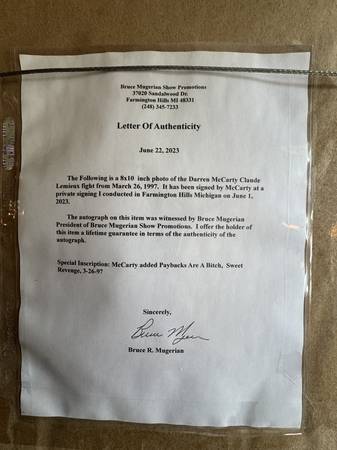 Bruce Mugerian Show Promotions
37020 Sandalwood Dr.
Farmington Hills MI 48331
(248) 345-7233
Letter Of Authenticity
June 22, 2023
The Following is a 8x10 inch photo of the Darren McCarty Claude
Lemieux fight from March 26, 1997. It has been signed by McCarty at a
private signing I conducted in Farmington Hills Michigan on June 1,
2023.
The autograph on this item was witnessed by Bruce Mugerian
President of Bruce Mugerian Show Promotions. I offer the holder of
this item a lifetime guarantee in terms of the authenticity of the
autograph.
Special Inscription: McCarty added Paybacks Are A Bitch, Sweet
Revenge, 3-26-97
Sincerely,
Bruce R. Mugerian